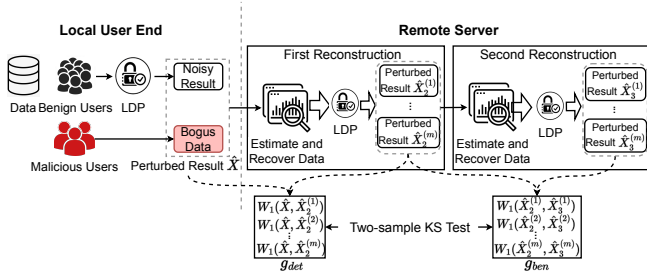 Local User End
Remote Server
Data
Benign Users
LDP
Noisy
Result
Malicious Users
Bogus
Data
Perturbed Result X̂
First Reconstruction
Estimate and
Recover Data
LDP
Perturbed
Result X̂₂⁽¹⁾
⋮
Perturbed
Result X̂₂⁽ᵐ⁾
Second Reconstruction
Estimate and
Recover Data
LDP
Perturbed
Result X̂₃⁽¹⁾
⋮
Perturbed
Result X̂₃⁽ᵐ⁾
W₁(X̂, X̂₂⁽¹⁾)
W₁(X̂, X̂₂⁽²⁾)
⋮
W₁(X̂, X̂₂⁽ᵐ⁾)
g_det
Two-sample KS Test
W₁(X̂₂⁽¹⁾, X̂₃⁽¹⁾)
W₁(X̂₂⁽²⁾, X̂₃⁽²⁾)
⋮
W₁(X̂₂⁽ᵐ⁾, X̂₃⁽ᵐ⁾)
g_ben